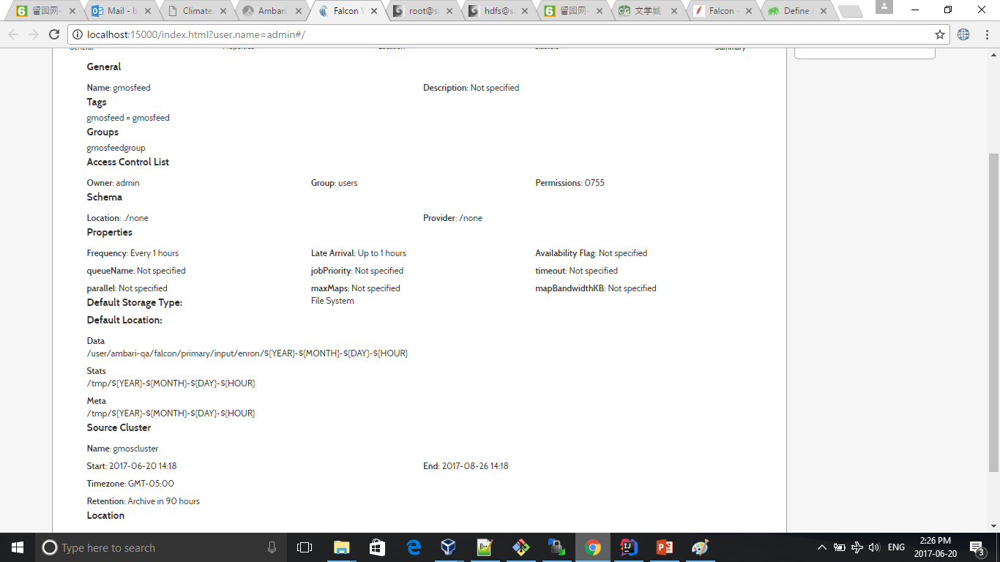 留园网-
Mail - b
Climate
Ambari
Falcon W
root@sa
hdfs@sa
留园网-
文学城
Falcon -
Define a
localhost:15000/index.html?user.name=admin#/
General Properties Location Clusters Summary
General
Name: gmosfeed Description: Not specified
Tags
gmosfeed = gmosfeed
Groups
gmosfeedgroup
Access Control List
Owner: admin Group: users Permissions: 0755
Schema
Location: ./none Provider: /none
Properties
Frequency: Every 1 hours Late Arrival: Up to 1 hours Availability Flag: Not specified
queueName: Not specified jobPriority: Not specified timeout: Not specified
parallel: Not specified maxMaps: Not specified mapBandwidthKB: Not specified
Default Storage Type: File System
Default Location:
Data
/user/ambari-qa/falcon/primary/input/enron/${YEAR}-${MONTH}-${DAY}-${HOUR}
Stats
/tmp/${YEAR}-${MONTH}-${DAY}-${HOUR}
Meta
/tmp/${YEAR}-${MONTH}-${DAY}-${HOUR}
Source Cluster
Name: gmoscluster
Start: 2017-06-20 14:18 End: 2017-08-26 14:18
Timezone: GMT-05:00
Retention: Archive in 90 hours
Location
Type here to search
ENG
2:26 PM
2017-06-20
3